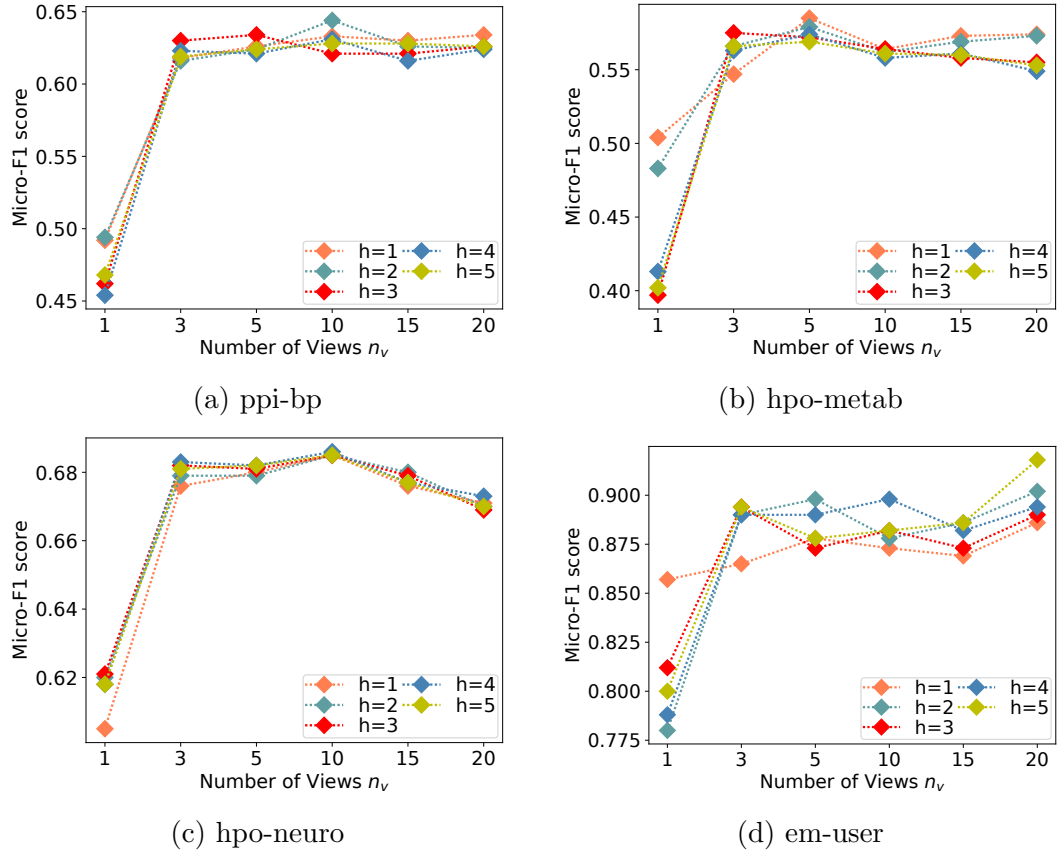 0.65
0.60
0.55
0.50
0.45
Micro-F1 score
h=1 h=4
h=2 h=5
h=3
1 3 5 10 15 20
Number of Views nᵥ
(a) ppi-bp
0.55
0.50
0.45
0.40
Micro-F1 score
h=1 h=4
h=2 h=5
h=3
1 3 5 10 15 20
Number of Views nᵥ
(b) hpo-metab
0.68
0.66
0.64
0.62
Micro-F1 score
h=1 h=4
h=2 h=5
h=3
1 3 5 10 15 20
Number of Views nᵥ
(c) hpo-neuro
0.900
0.875
0.850
0.825
0.800
0.775
Micro-F1 score
h=1 h=4
h=2 h=5
h=3
1 3 5 10 15 20
Number of Views nᵥ
(d) em-user